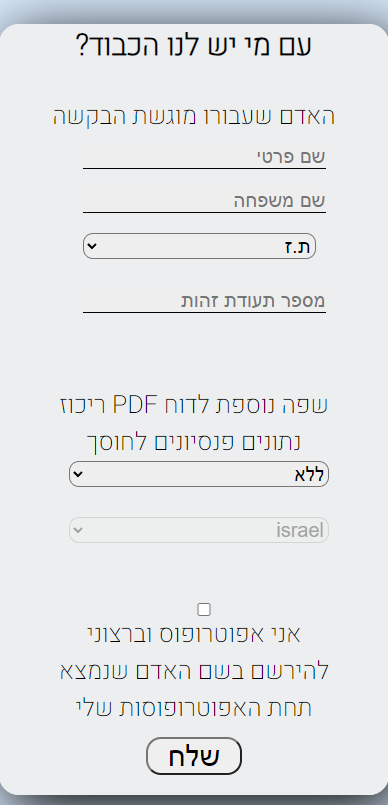 עם מי יש לנו הכבוד?
האדם שעבורו מוגשת הבקשה
שם פרטי
שם משפחה
ת.ז
מספר תעודת זהות
שפה נוספת לדוח PDF ריכוז
נתונים פנסיונים לחוסך
ללא
israel
אני אפוטרופוס וברצוני
להירשם בשם האדם שנמצא
תחת האפוטרופוסות שלי
שלח